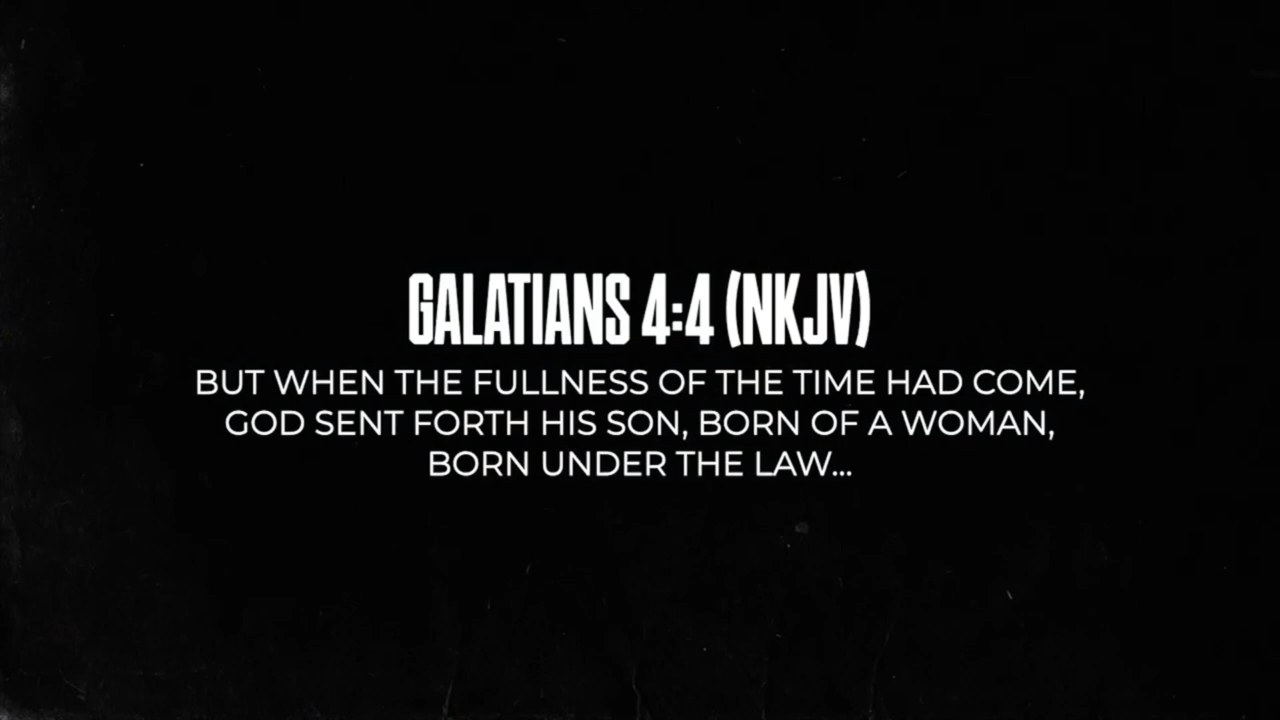 GALATIANS 4:4 (NKJV)
BUT WHEN THE FULLNESS OF THE TIME HAD COME,
GOD SENT FORTH HIS SON, BORN OF A WOMAN,
BORN UNDER THE LAW...